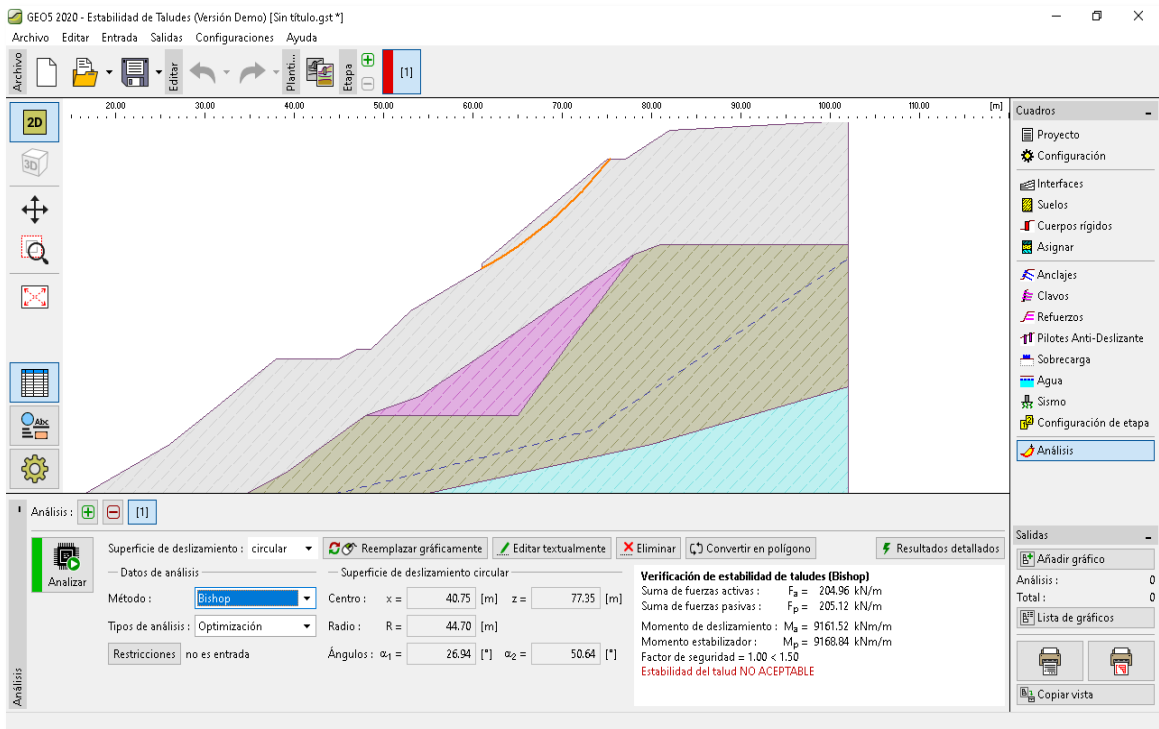 GEO5 2020 - Estabilidad de Taludes (Versión Demo) [Sin título.gst *]
Archivo Editar Entrada Salidas Configuraciones Ayuda
Archivo
Editar
Planti...
Etapa
[1]
2D
3D
20.00 30.00 40.00 50.00 60.00 70.00 80.00 90.00 100.00 110.00 [m]
Abc
Cuadros
Proyecto
Configuración
Interfaces
Suelos
Cuerpos rígidos
Asignar
Anclajes
Clavos
Refuerzos
Pilotes Anti-Deslizante
Sobrecarga
Agua
Sismo
Configuración de etapa
Análisis
Análisis : [1]
Analizar
Superficie de deslizamiento : circular
Reemplazar gráficamente
Editar textualmente
Eliminar
Convertir en polígono
Resultados detallados
Datos de análisis
Método : Bishop
Tipos de análisis : Optimización
Restricciones no es entrada
Superficie de deslizamiento circular
Centro : x = 40.75 [m] z = 77.35 [m]
Radio : R = 44.70 [m]
Ángulos : α1 = 26.94 [°] α2 = 50.64 [°]
Verificación de estabilidad de taludes (Bishop)
Suma de fuerzas activas : Fa = 204.96 kN/m
Suma de fuerzas pasivas : Fp = 205.12 kN/m
Momento de deslizamiento : Ma = 9161.52 kNm/m
Momento estabilizador : Mp = 9168.84 kNm/m
Factor de seguridad = 1.00 < 1.50
Estabilidad del talud NO ACEPTABLE
Análisis
Salidas
Añadir gráfico
Análisis : 0
Total : 0
Lista de gráficos
Copiar vista